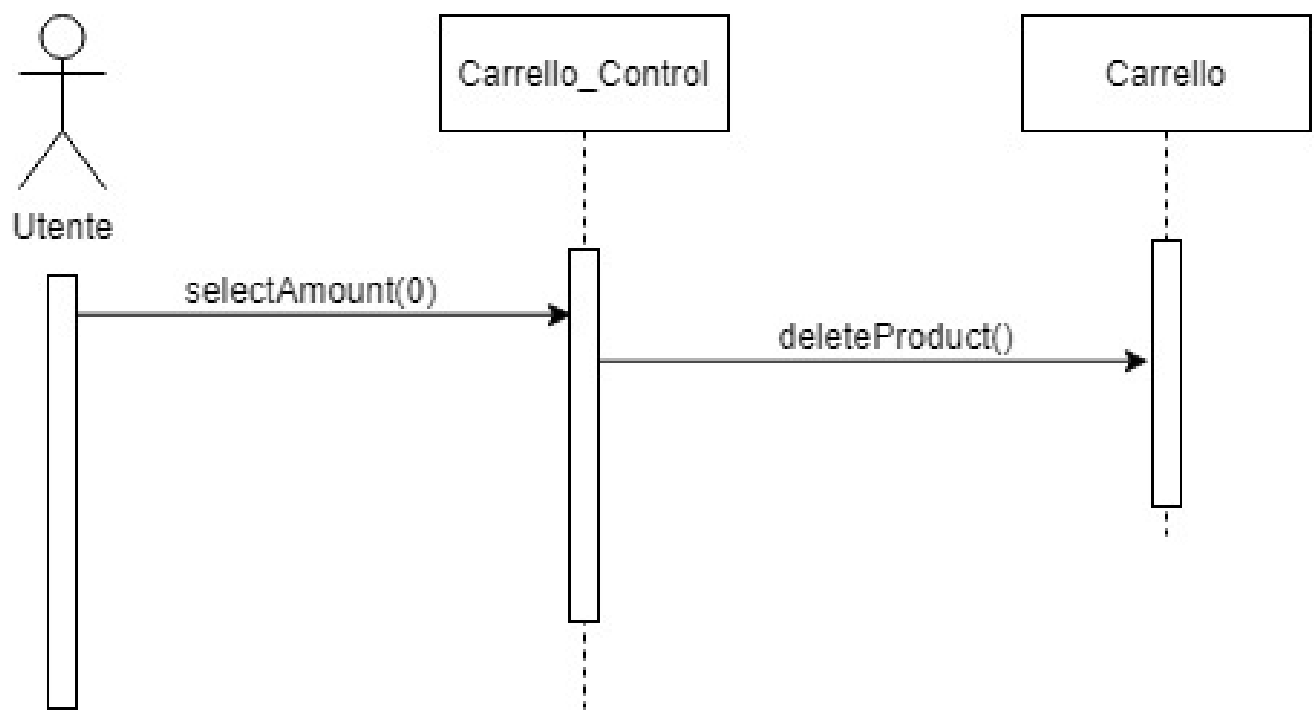 Carrello_Control
Carrello
Utente
selectAmount(0)
deleteProduct()